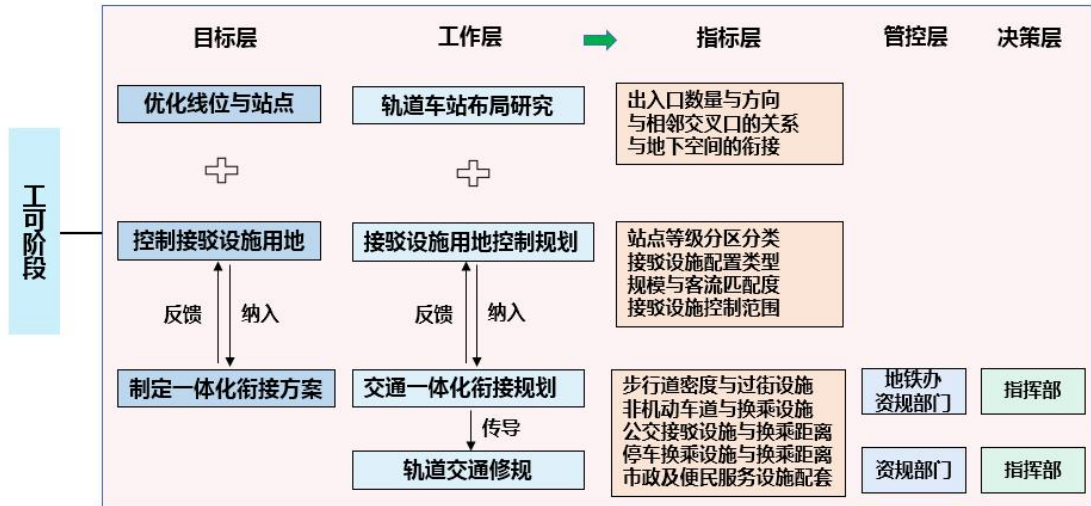 目标层
工作层
指标层
管控层
决策层
工可阶段
优化线位与站点
轨道车站布局研究
出入口数量与方向
与相邻交叉口的关系
与地下空间的衔接
控制接驳设施用地
接驳设施用地控制规划
站点等级分区分类
接驳设施配置类型
规模与客流匹配度
接驳设施控制范围
反馈
纳入
反馈
纳入
制定一体化衔接方案
交通一体化衔接规划
步行道密度与过街设施
非机动车道与换乘设施
公交接驳设施与换乘距离
停车换乘设施与换乘距离
市政及便民服务设施配套
地铁办
资规部门
指挥部
传导
轨道交通修规
资规部门
指挥部